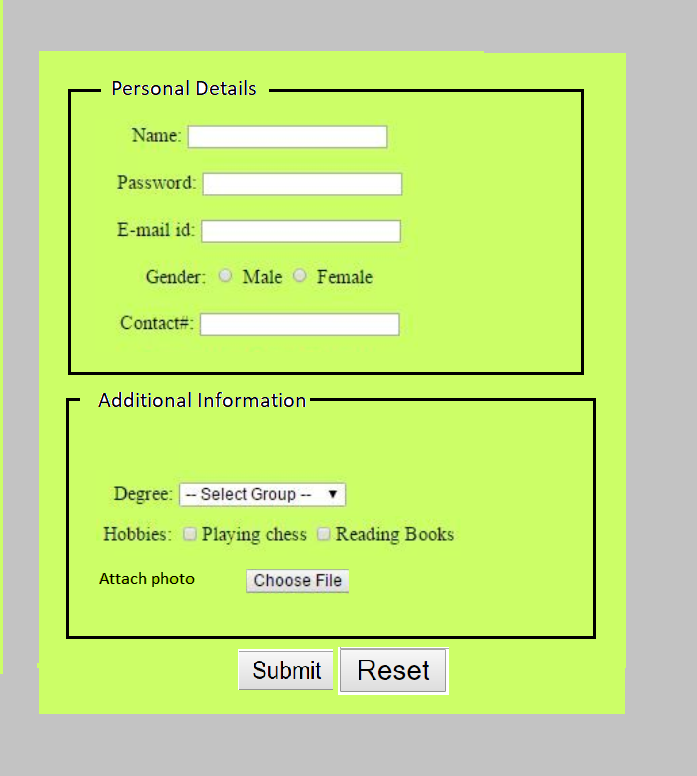 Personal Details
Name:
Password:
E-mail id:
Gender: Male Female
Contact#:
Additional Information
Degree: -- Select Group --
Hobbies: Playing chess Reading Books
Attach photo Choose File
Submit Reset